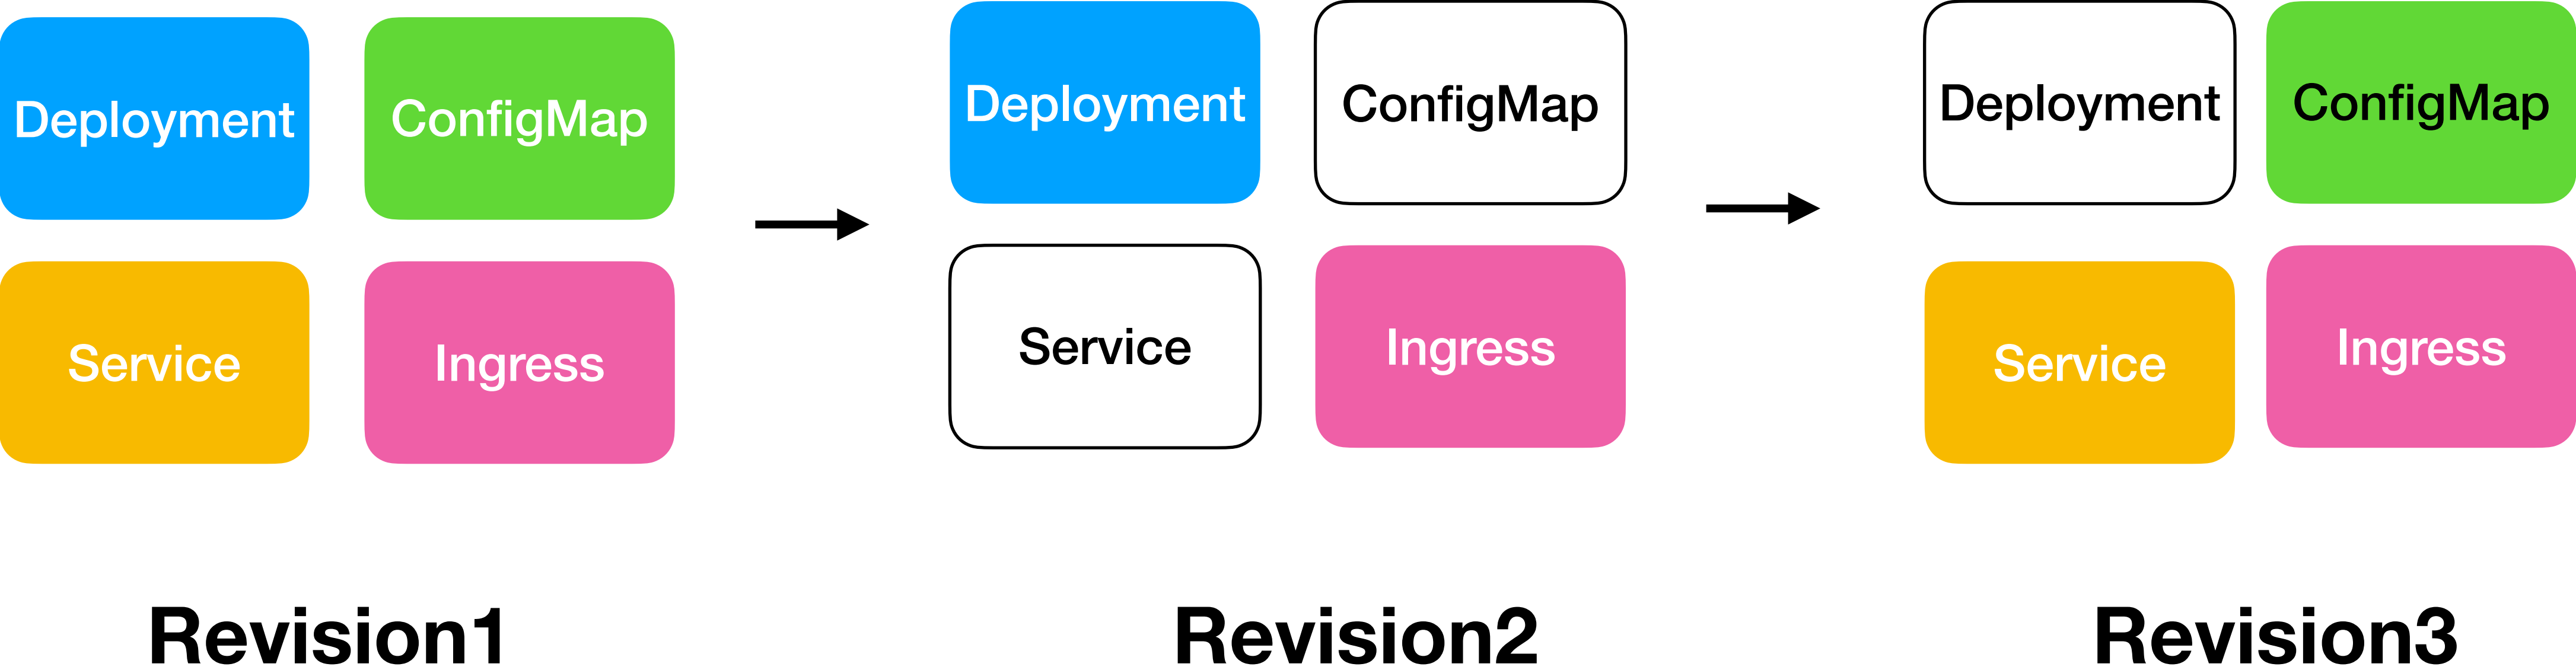 Deployment
ConfigMap
Service
Ingress
Revision1
Deployment
ConfigMap
Service
Ingress
Revision2
Deployment
ConfigMap
Service
Ingress
Revision3